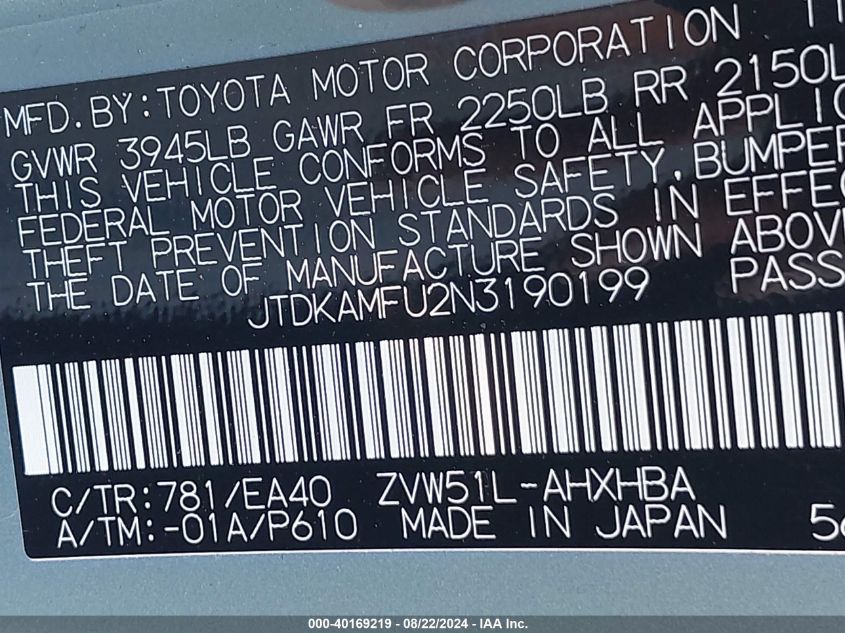 MFD. BY: TOYOTA MOTOR CORPORATION 11
GVWR 3945LB GAWR FR 2250LB RR 2150L
THIS VEHICLE CONFORMS TO ALL APPLIC
FEDERAL MOTOR VEHICLE SAFETY, BUMPER
THEFT PREVENTION STANDARDS IN EFFEC
THE DATE OF MANUFACTURE SHOWN ABOV
JTDKAMFU2N3190199 PASS
C/TR:781/EA40 ZVW51L-AHXHBA
A/TM:-01A/P610 MADE IN JAPAN 56
000-40169219 - 08/22/2024 - IAA Inc.